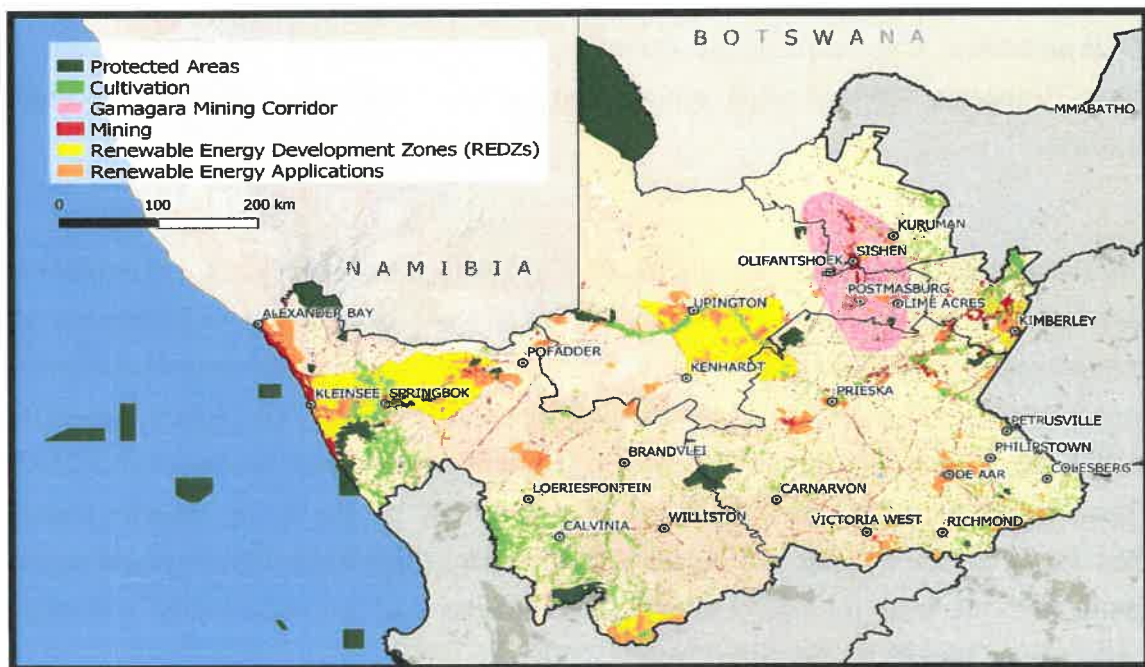 B O T S W A N A
Protected Areas
Cultivation
Gamagara Mining Corridor
Mining
Renewable Energy Development Zones (REDZs)
Renewable Energy Applications
0 100 200 km
MMABATHO
KURUMAN
SISHEN
OLIFANTSHOEK
N A M I B I A
POSTMASBURG
LIME ACRES
UPINGTON
ALEXANDER BAY
KIMBERLEY
POFADDER
KENHARDT
KLEINSEE
SPRINGBOK
PRIESKA
PETRUSVILLE
PHILIPSTOWN
BRANDVLEI
COLESBERG
DE AAR
LOERIESFONTEIN
CARNARVON
CALVINIA
WILLISTON
VICTORIA WEST
RICHMOND